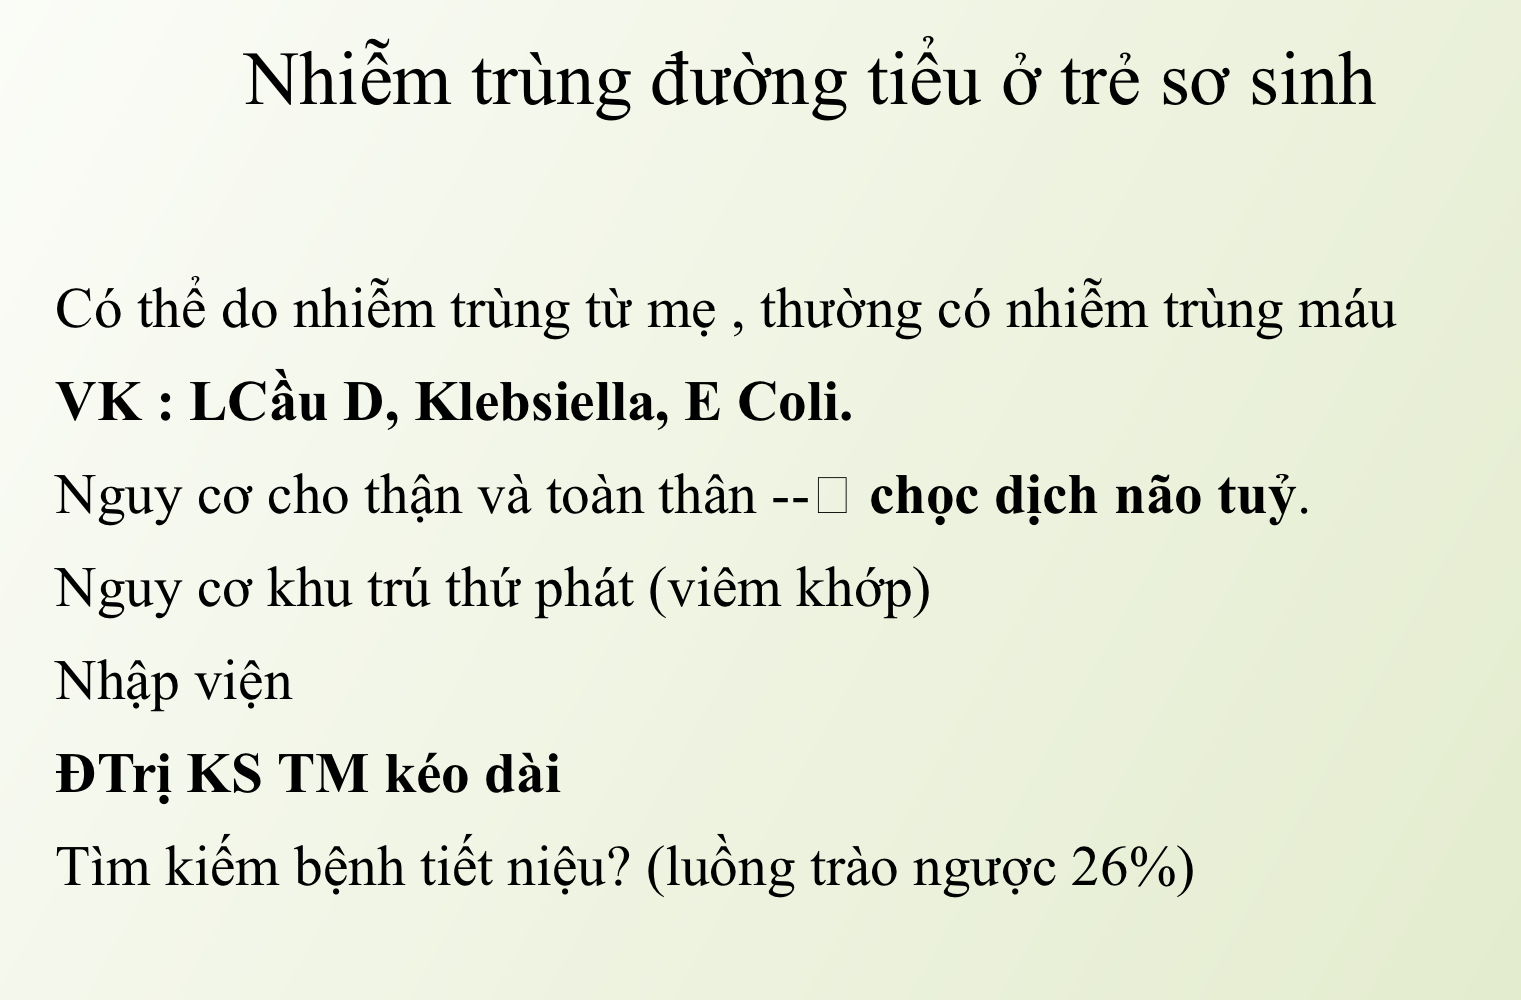 Nhiễm trùng đường tiểu ở trẻ sơ sinh
Có thể do nhiễm trùng từ mẹ , thường có nhiễm trùng máu
VK : LCầu D, Klebsiella, E Coli.
Nguy cơ cho thận và toàn thân --□ chọc dịch não tuỷ.
Nguy cơ khu trú thứ phát (viêm khớp)
Nhập viện
ĐTrị KS TM kéo dài
Tìm kiếm bệnh tiết niệu? (luồng trào ngược 26%)